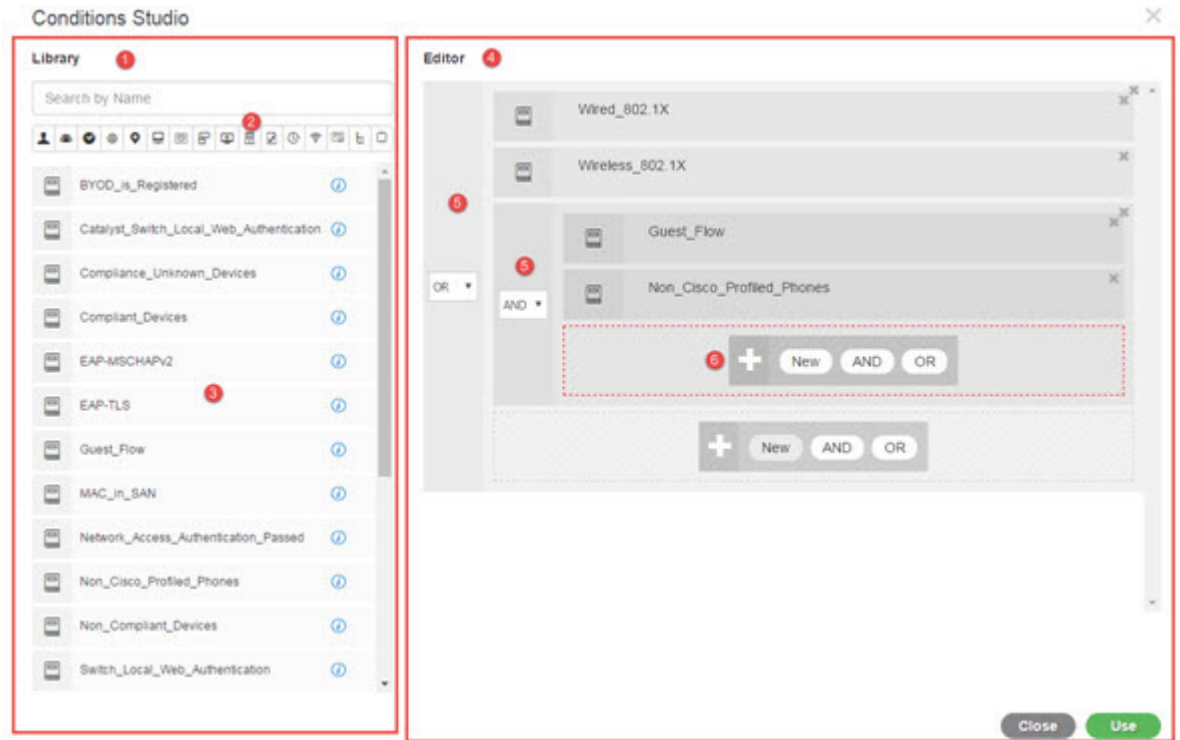 Conditions Studio
Library 1
Search by Name
2
BYOD_is_Registered
Catalyst_Switch_Local_Web_Authentication
Compliance_Unknown_Devices
Compliant_Devices
EAP-MSCHAPv2
3
EAP-TLS
Guest_Flow
MAC_in_SAN
Network_Access_Authentication_Passed
Non_Cisco_Profiled_Phones
Non_Compliant_Devices
Switch_Local_Web_Authentication
Editor 4
Wired_802.1X
Wireless_802.1X
5
OR
5
AND
Guest_Flow
Non_Cisco_Profiled_Phones
6 New AND OR
New AND OR
Close Use